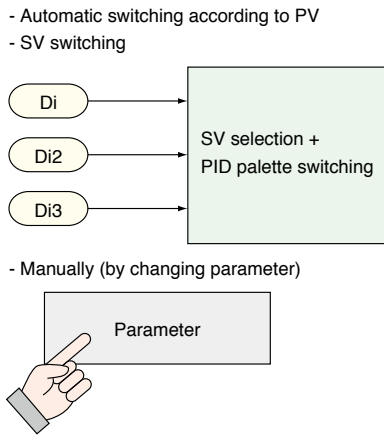 - Automatic switching according to PV
- SV switching
Di
Di2
Di3
SV selection +
PID palette switching
- Manually (by changing parameter)
Parameter